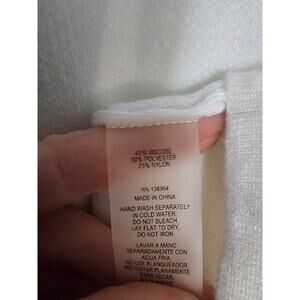 45% VISCOSE
30% POLYESTER
25% NYLON
RN 136994
MADE IN CHINA
HAND WASH SEPARATELY
IN COLD WATER.
DO NOT BLEACH.
LAY FLAT TO DRY.
DO NOT IRON
LAVAR A MANO
SEPARADAMENTE CON
AGUA FRIA.
NO USE BLANQUEADOR.
RECOSTAR PLANAMENTE
PARA SECAR